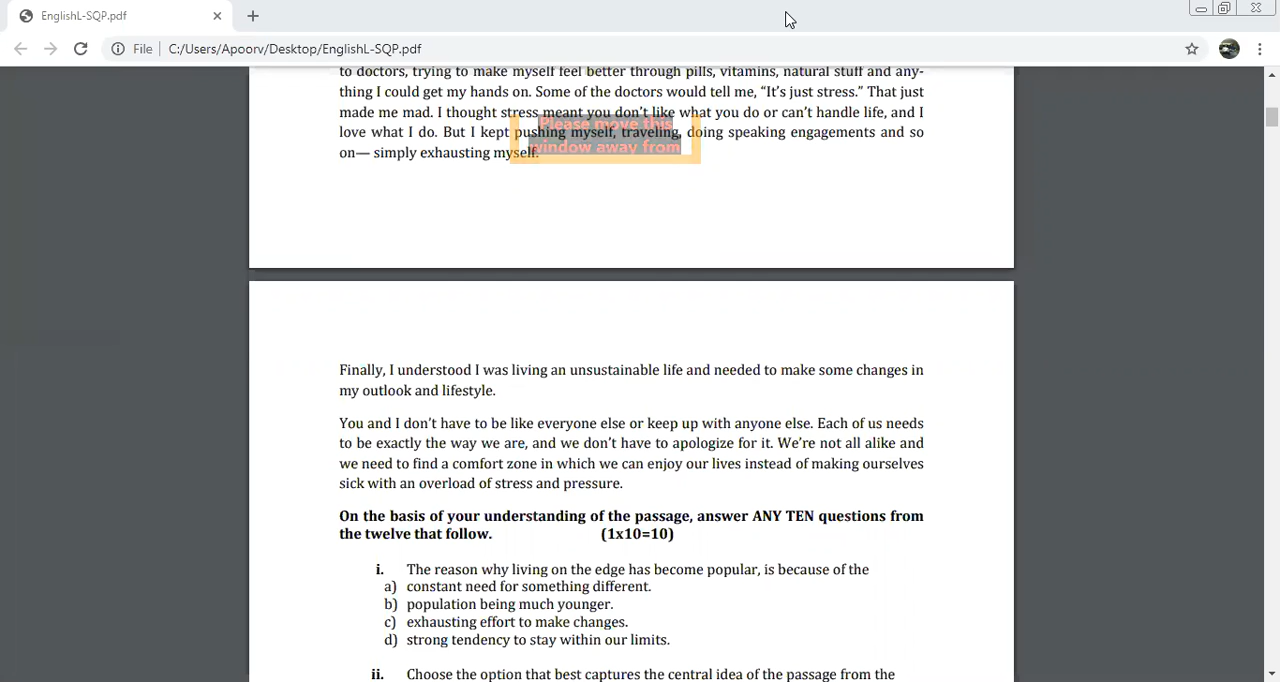 EnglishL-SQP.pdf
File
C:/Users/Apoorv/Desktop/EnglishL-SQP.pdf
to doctors, trying to make myself feel better through pills, vitamins, natural stuff and any-
thing I could get my hands on. Some of the doctors would tell me, “It’s just stress.” That just
made me mad. I thought stress meant you don’t like what you do or can’t handle life, and I
love what I do. But I kept pushing myself, traveling, doing speaking engagements and so
on— simply exhausting myself.
Please move this
window away from
Finally, I understood I was living an unsustainable life and needed to make some changes in
my outlook and lifestyle.
You and I don’t have to be like everyone else or keep up with anyone else. Each of us needs
to be exactly the way we are, and we don’t have to apologize for it. We’re not all alike and
we need to find a comfort zone in which we can enjoy our lives instead of making ourselves
sick with an overload of stress and pressure.
On the basis of your understanding of the passage, answer ANY TEN questions from
the twelve that follow. (1x10=10)
i. The reason why living on the edge has become popular, is because of the
a) constant need for something different.
b) population being much younger.
c) exhausting effort to make changes.
d) strong tendency to stay within our limits.
ii. Choose the option that best captures the central idea of the passage from the